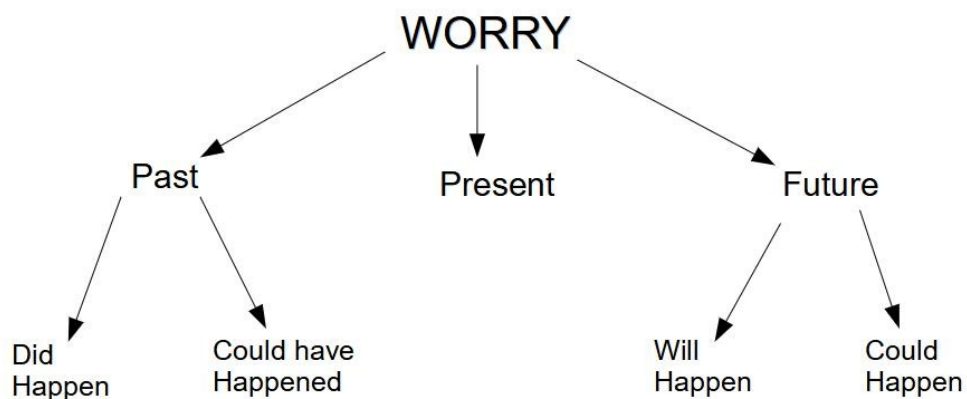 WORRY
Past
Present
Future
Did
Happen
Could have
Happened
Will
Happen
Could
Happen